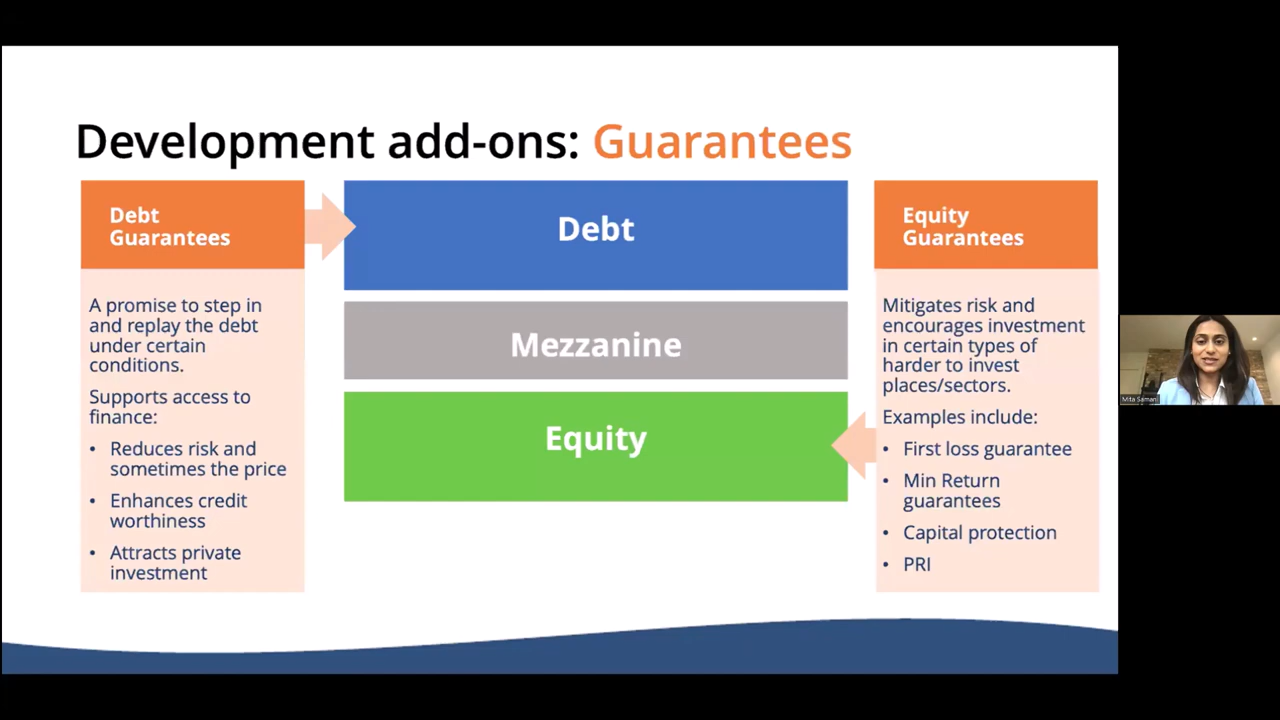 Development add-ons: Guarantees
Debt
Guarantees
A promise to step in
and replay the debt
under certain
conditions.
Supports access to
finance:
• Reduces risk and
sometimes the price
• Enhances credit
worthiness
• Attracts private
investment
Debt
Mezzanine
Equity
Equity
Guarantees
Mitigates risk and
encourages investment
in certain types of
harder to invest
places/sectors.
Examples include:
• First loss guarantee
• Min Return
guarantees
• Capital protection
• PRI
Mita Samani